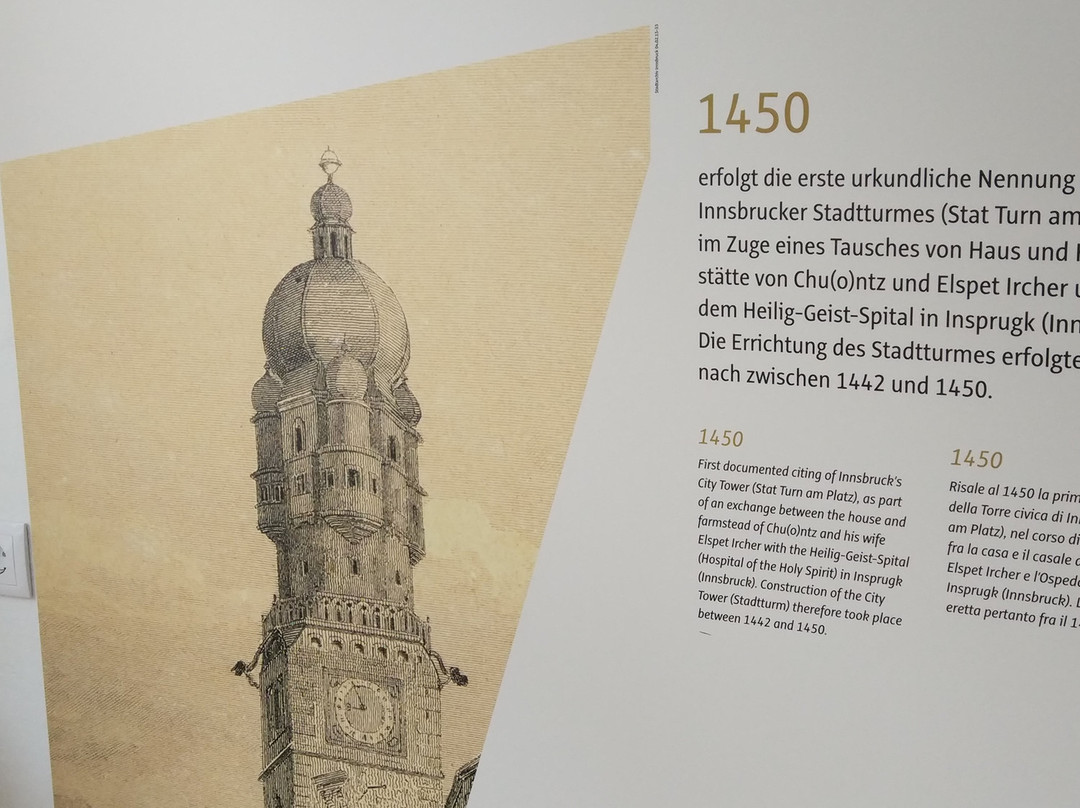 1450
erfolgt die erste urkundliche Nennung
Innsbrucker Stadtturmes (Stat Turn am
im Zuge eines Tausches von Haus und
stätte von Chu(o)ntz und Elspet Ircher
dem Heilig-Geist-Spital in Insprugk (Inn
Die Errichtung des Stadtturmes erfolgte
nach zwischen 1442 und 1450.
1450
First documented citing of Innsbruck's
City Tower (Stat Turn am Platz), as part
of an exchange between the house and
farmstead of Chu(o)ntz and his wife
Elspet Ircher with the Heilig-Geist-Spital
(Hospital of the Holy Spirit) in Insprugk
(Innsbruck). Construction of the City
Tower (Stadtturm) therefore took place
between 1442 and 1450.
1450
Risale al 1450 la prim
della Torre civica di In
am Platz), nel corso di
fra la casa e il casale
Elspet Ircher e l'Osped
Insprugk (Innsbruck).
eretta pertanto fra il 1